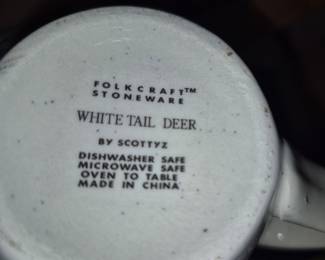 FOLKCRAFT™
STONEWARE
WHITE TAIL DEER
BY SCOTTYZ
DISHWASHER SAFE
MICROWAVE SAFE
OVEN TO TABLE
MADE IN CHINA